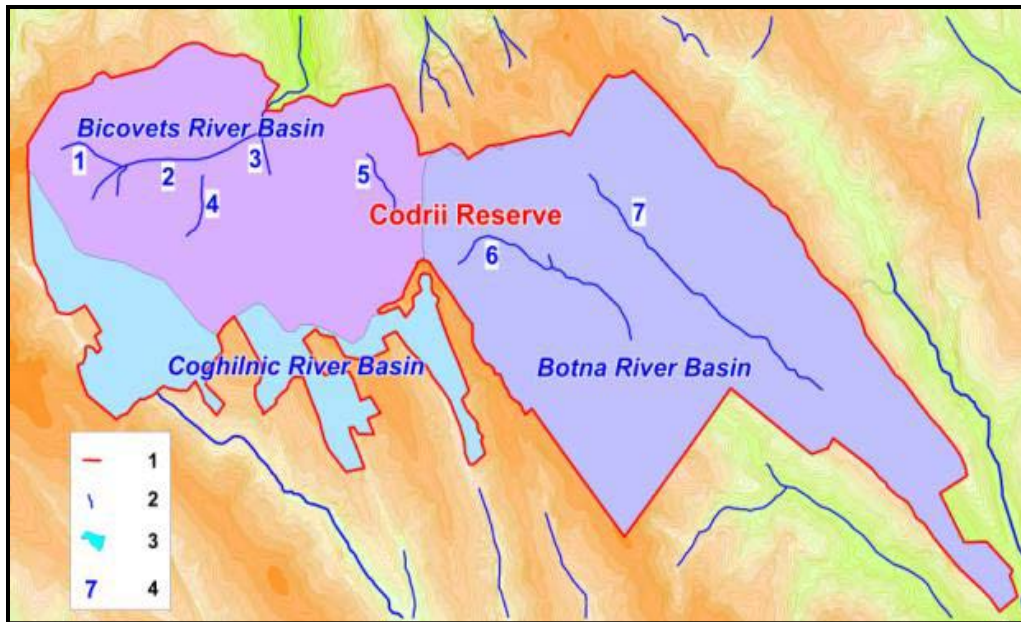 Bicovets River Basin
1
2
3
4
5
Codrii Reserve
6
7
Coghilnic River Basin
Botna River Basin
1
2
3
7 4